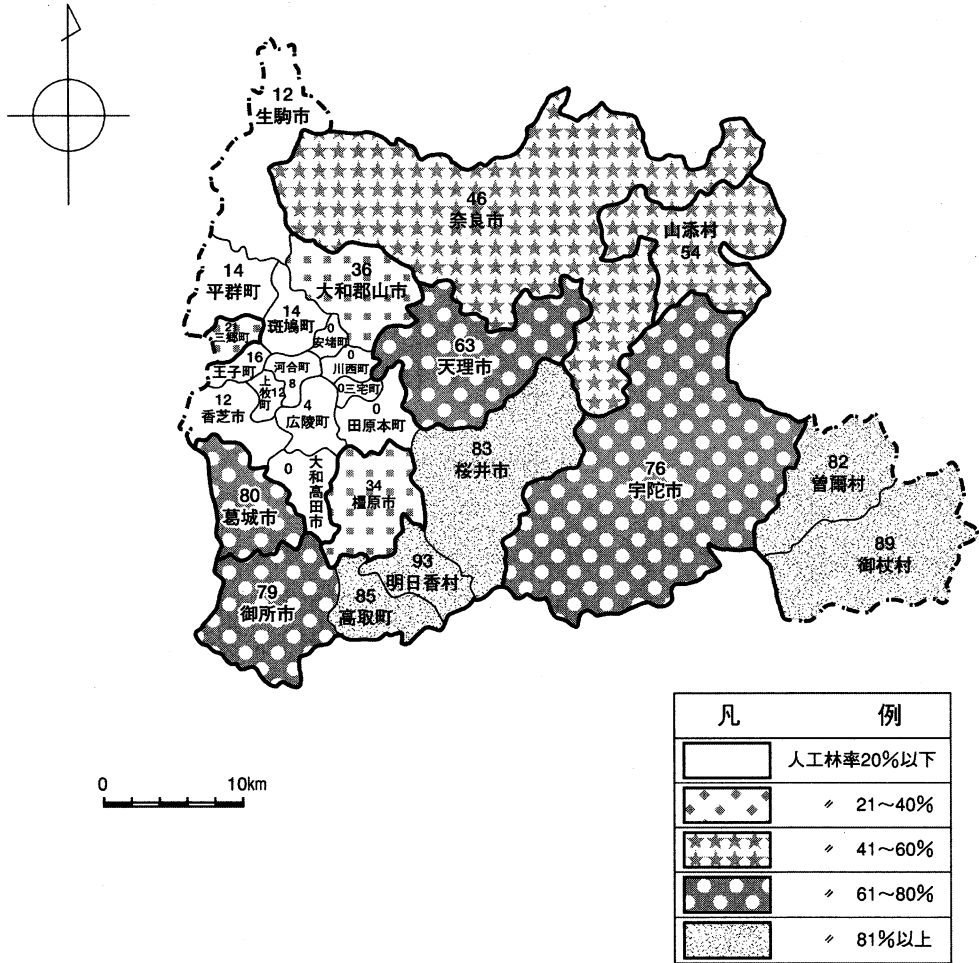 12
生駒市
46
奈良市
山添村
54
14
平群町
36
大和郡山市
14
斑鳩町
0
安堵町
21
三郷町
63
天理市
16
王子町
河合町
8
0
川西町
上牧町
12
0三宅町
12
香芝市
4
広陵町
0
田原本町
83
桜井市
76
宇陀市
82
曽爾村
0
大和高田市
34
橿原市
80
葛城市
89
御杖村
93
明日香村
79
御所市
85
高取町
凡 例
人工林率20%以下
〃 21~40%
〃 41~60%
〃 61~80%
〃 81%以上
0 10km